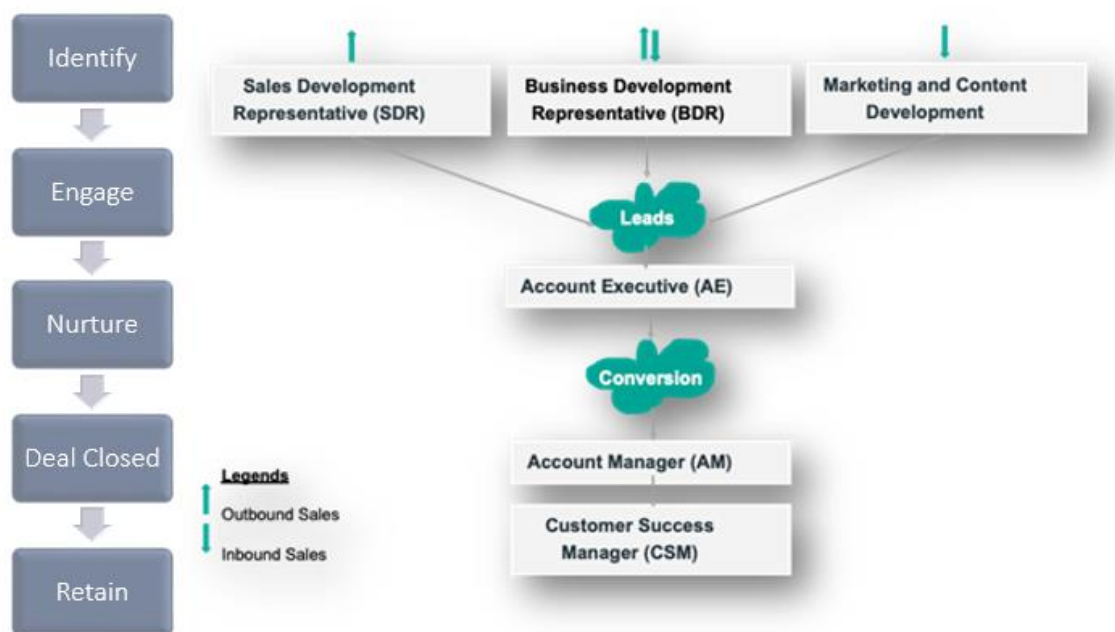 Identify
Engage
Nurture
Deal Closed
Retain
Sales Development
Representative (SDR)
Business Development
Representative (BDR)
Marketing and Content
Development
Leads
Account Executive (AE)
Conversion
Account Manager (AM)
Customer Success
Manager (CSM)
Legends
Outbound Sales
Inbound Sales